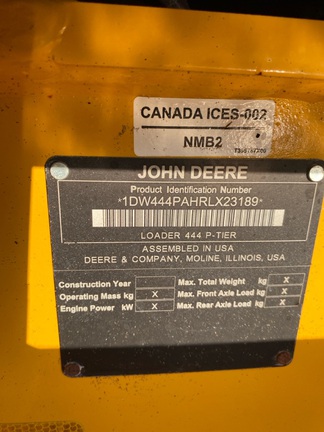 CANADA ICES-002
NMB2
JOHN DEERE
Product Identification Number
*1DW444PAHRLX23189*
LOADER 444 P-TIER
ASSEMBLED IN USA
DEERE & COMPANY, MOLINE, ILLINOIS, USA
Construction Year
Max. Total Weight kg X
Operating Mass kg X
Max. Front Axle Load kg X
Engine Power kW X
Max. Rear Axle Load kg X